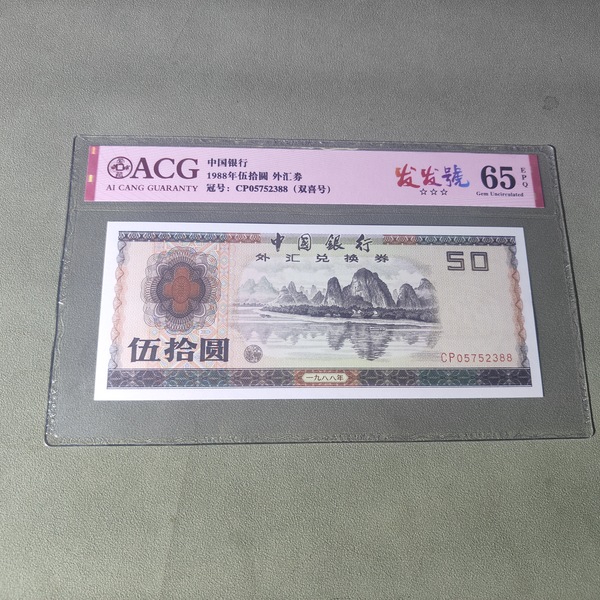 ACG
AI CANG GUARANTY
中国银行
1988年伍拾圆 外汇券
冠号：CP05752388（双喜号）
发发號
☆☆☆
65
EPQ
Gem Uncirculated
中國銀行
外汇兑换券
50
伍拾圆
CP05752388
一九八八年